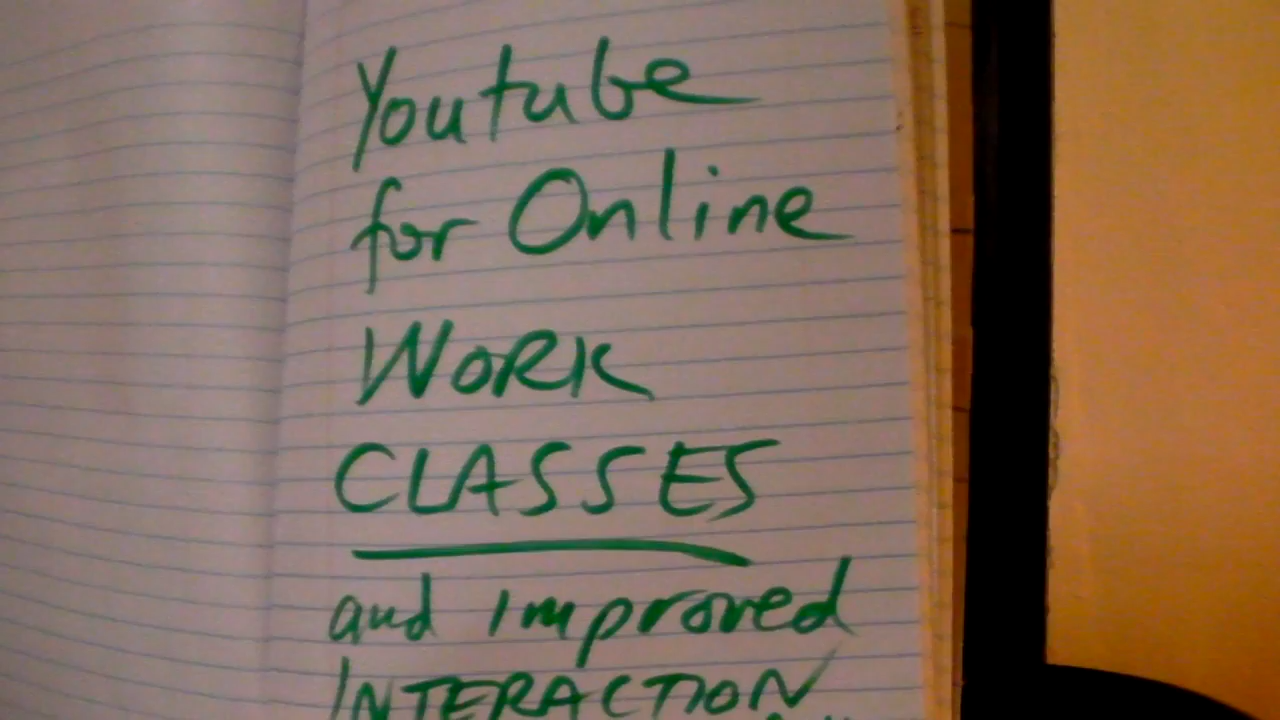 Youtube
for Online
WORK
CLASSES
and improved
INTERACTION